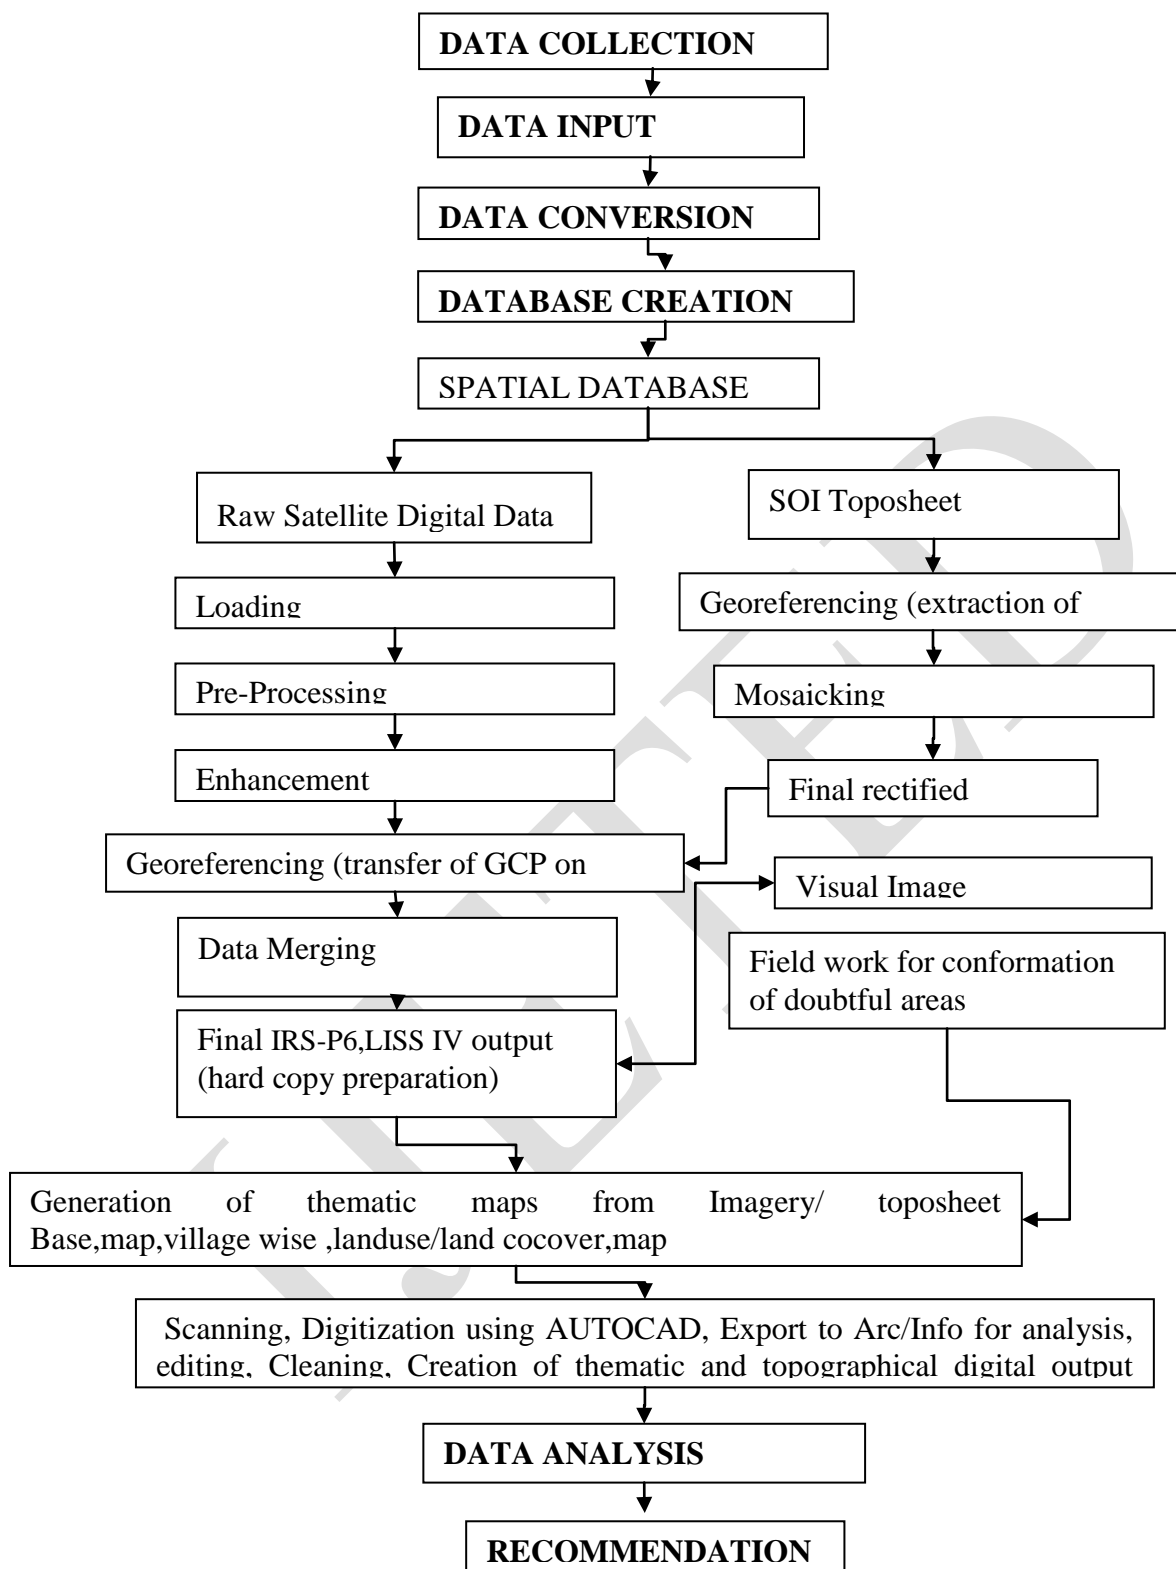 DATA COLLECTION
DATA INPUT
DATA CONVERSION
DATABASE CREATION
SPATIAL DATABASE
Raw Satellite Digital Data
SOI Toposheet
Loading
Georeferencing (extraction of
Pre-Processing
Mosaicking
Enhancement
Final rectified
Georeferencing (transfer of GCP on
Visual Image
Data Merging
Field work for conformation
of doubtful areas
Final IRS-P6,LISS IV output
(hard copy preparation)
Generation of thematic maps from Imagery/ toposheet
Base,map,village wise ,landuse/land cocover,map
Scanning, Digitization using AUTOCAD, Export to Arc/Info for analysis,
editing, Cleaning, Creation of thematic and topographical digital output
DATA ANALYSIS
RECOMMENDATION